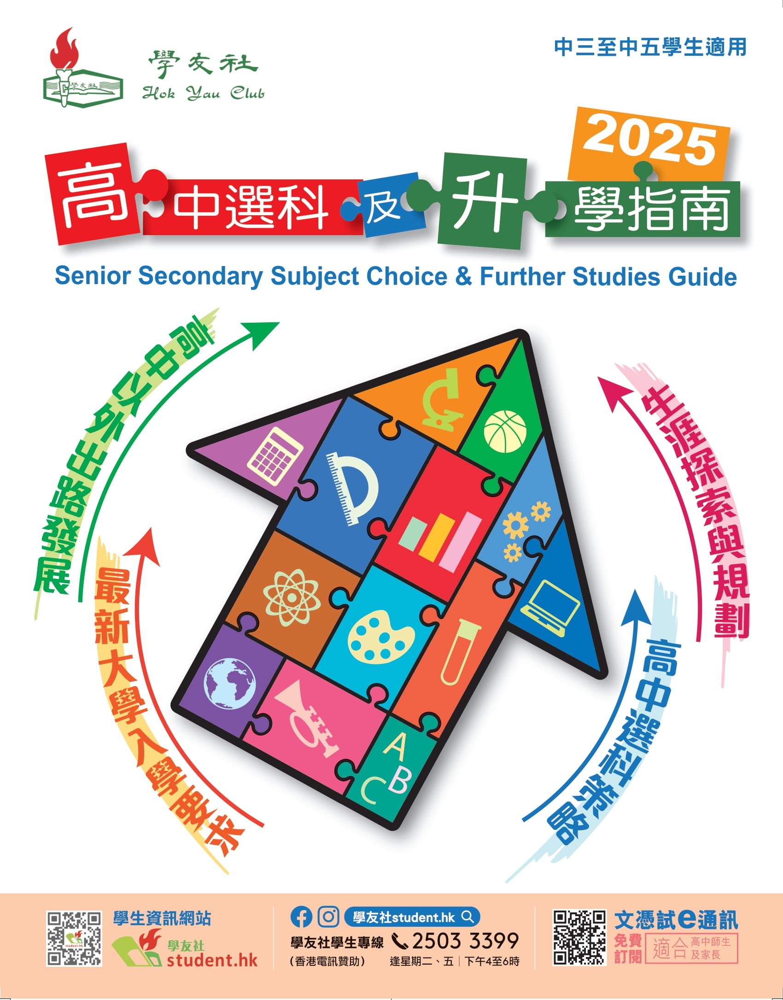 學友社
學友社
Hok Yau Club
中三至中五學生適用
2025
高中選科及升學指南
Senior Secondary Subject Choice & Further Studies Guide
高中以外出路發展
最新大學入學要求
生涯探索與規劃
高中選科策略
A
B
C
student.hk
學生資訊網站
學友社
student.hk
學友社student.hk
學友社學生專線 2503 3399
(香港電訊贊助) 逢星期二、五｜下午4至6時
文憑試e通訊
免費訂閱
適合
高中師生及家長